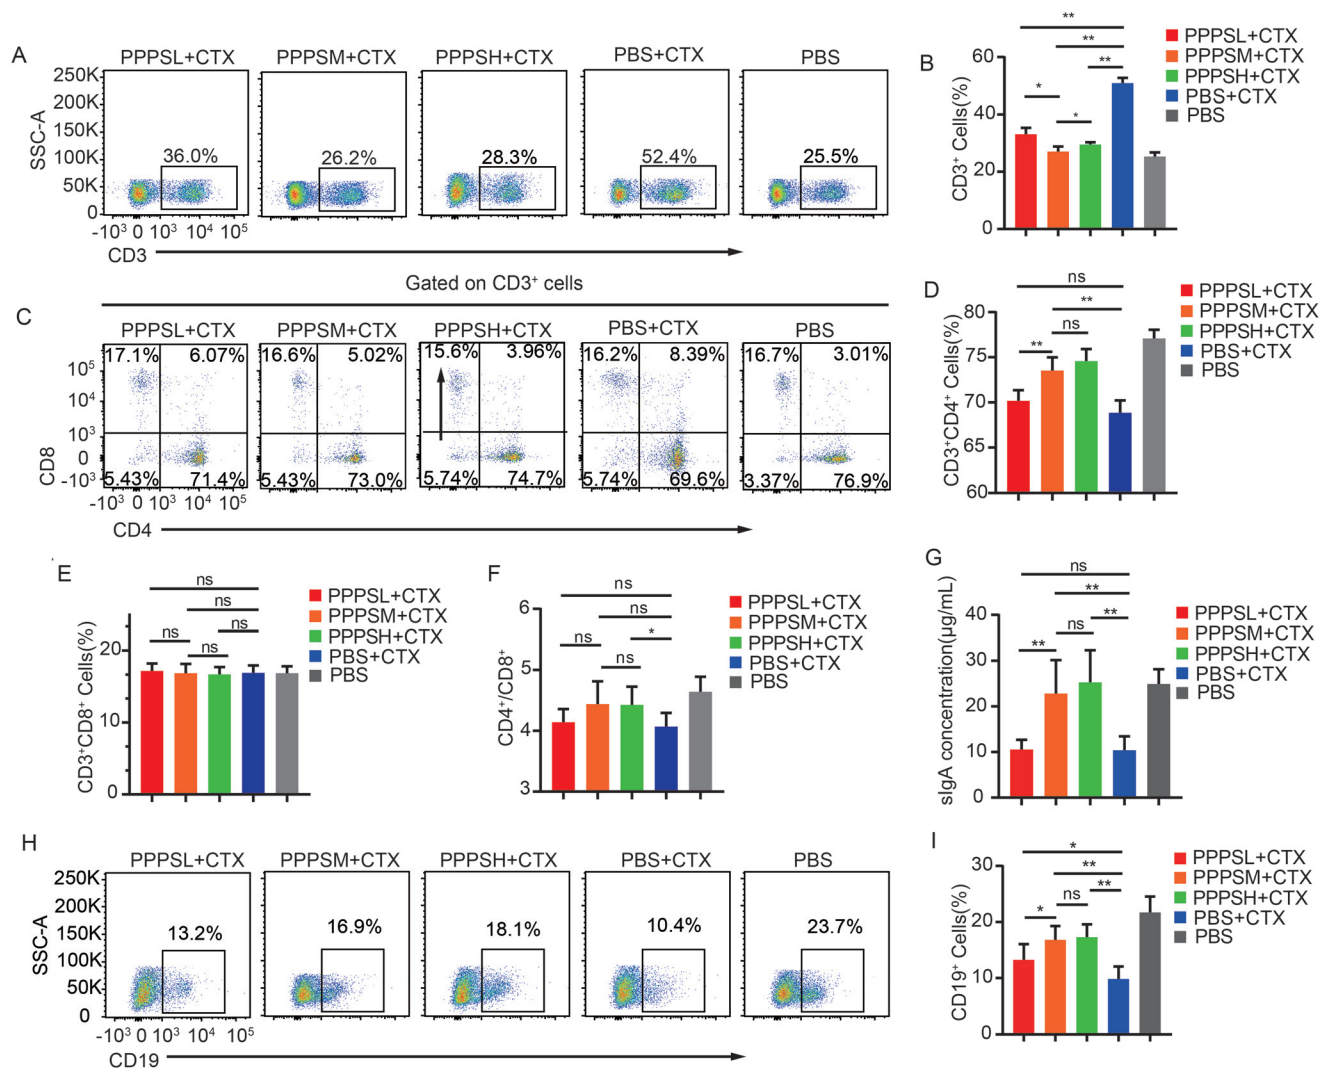 A
PPPSL+CTX PPPSM+CTX PPPSH+CTX PBS+CTX PBS
SSC-A
250K
200K
150K
100K
50K
0
36.0% 26.2% 28.3% 52.4% 25.5%
-10³ 0 10³ 10⁴ 10⁵
CD3
B
** ** ** * *
CD3⁺ Cells(%)
60
40
20
0
PPPSL+CTX
PPPSM+CTX
PPPSH+CTX
PBS+CTX
PBS
Gated on CD3⁺ cells
C
PPPSL+CTX PPPSM+CTX PPPSH+CTX PBS+CTX PBS
17.1% 6.07% 16.6% 5.02% 15.6% 3.96% 16.2% 8.39% 16.7% 3.01%
CD8
10⁵
10⁴
10³
0
-10³
5.43% 71.4% 5.43% 73.0% 5.74% 74.7% 5.74% 69.6% 3.37% 76.9%
-10³ 0 10³ 10⁴ 10⁵
CD4
D
ns ** ns **
CD3⁺CD4⁺ Cells(%)
80
75
70
65
60
PPPSL+CTX
PPPSM+CTX
PPPSH+CTX
PBS+CTX
PBS
E
ns
ns
ns ns
ns
CD3⁺CD8⁺ Cells(%)
20
10
0
PPPSL+CTX
PPPSM+CTX
PPPSH+CTX
PBS+CTX
PBS
F
ns
ns
ns *
ns
CD4⁺/CD8⁺
6
5
4
3
PPPSL+CTX
PPPSM+CTX
PPPSH+CTX
PBS+CTX
PBS
G
ns
**
ns **
**
sIgA concentration(μg/mL)
40
30
20
10
0
PPPSL+CTX
PPPSM+CTX
PPPSH+CTX
PBS+CTX
PBS
H
PPPSL+CTX PPPSM+CTX PPPSH+CTX PBS+CTX PBS
SSC-A
250K
200K
150K
100K
50K
0
13.2% 16.9% 18.1% 10.4% 23.7%
-10³ 0 10³ 10⁴ 10⁵
CD19
I
*
**
ns **
*
CD19⁺ Cells(%)
30
20
10
0
PPPSL+CTX
PPPSM+CTX
PPPSH+CTX
PBS+CTX
PBS